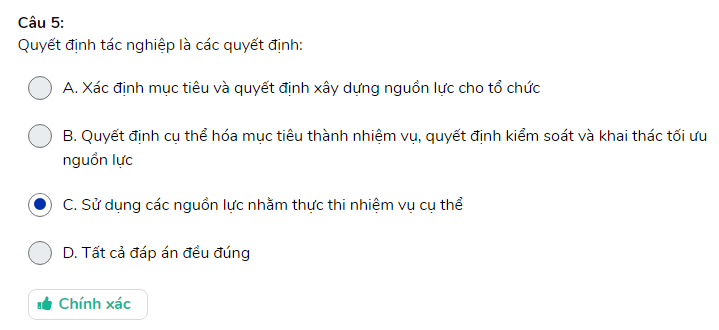 Câu 5:
Quyết định tác nghiệp là các quyết định:
A. Xác định mục tiêu và quyết định xây dựng nguồn lực cho tổ chức
B. Quyết định cụ thể hóa mục tiêu thành nhiệm vụ, quyết định kiểm soát và khai thác tối ưu
nguồn lực
C. Sử dụng các nguồn lực nhằm thực thi nhiệm vụ cụ thể
D. Tất cả đáp án đều đúng
Chính xác